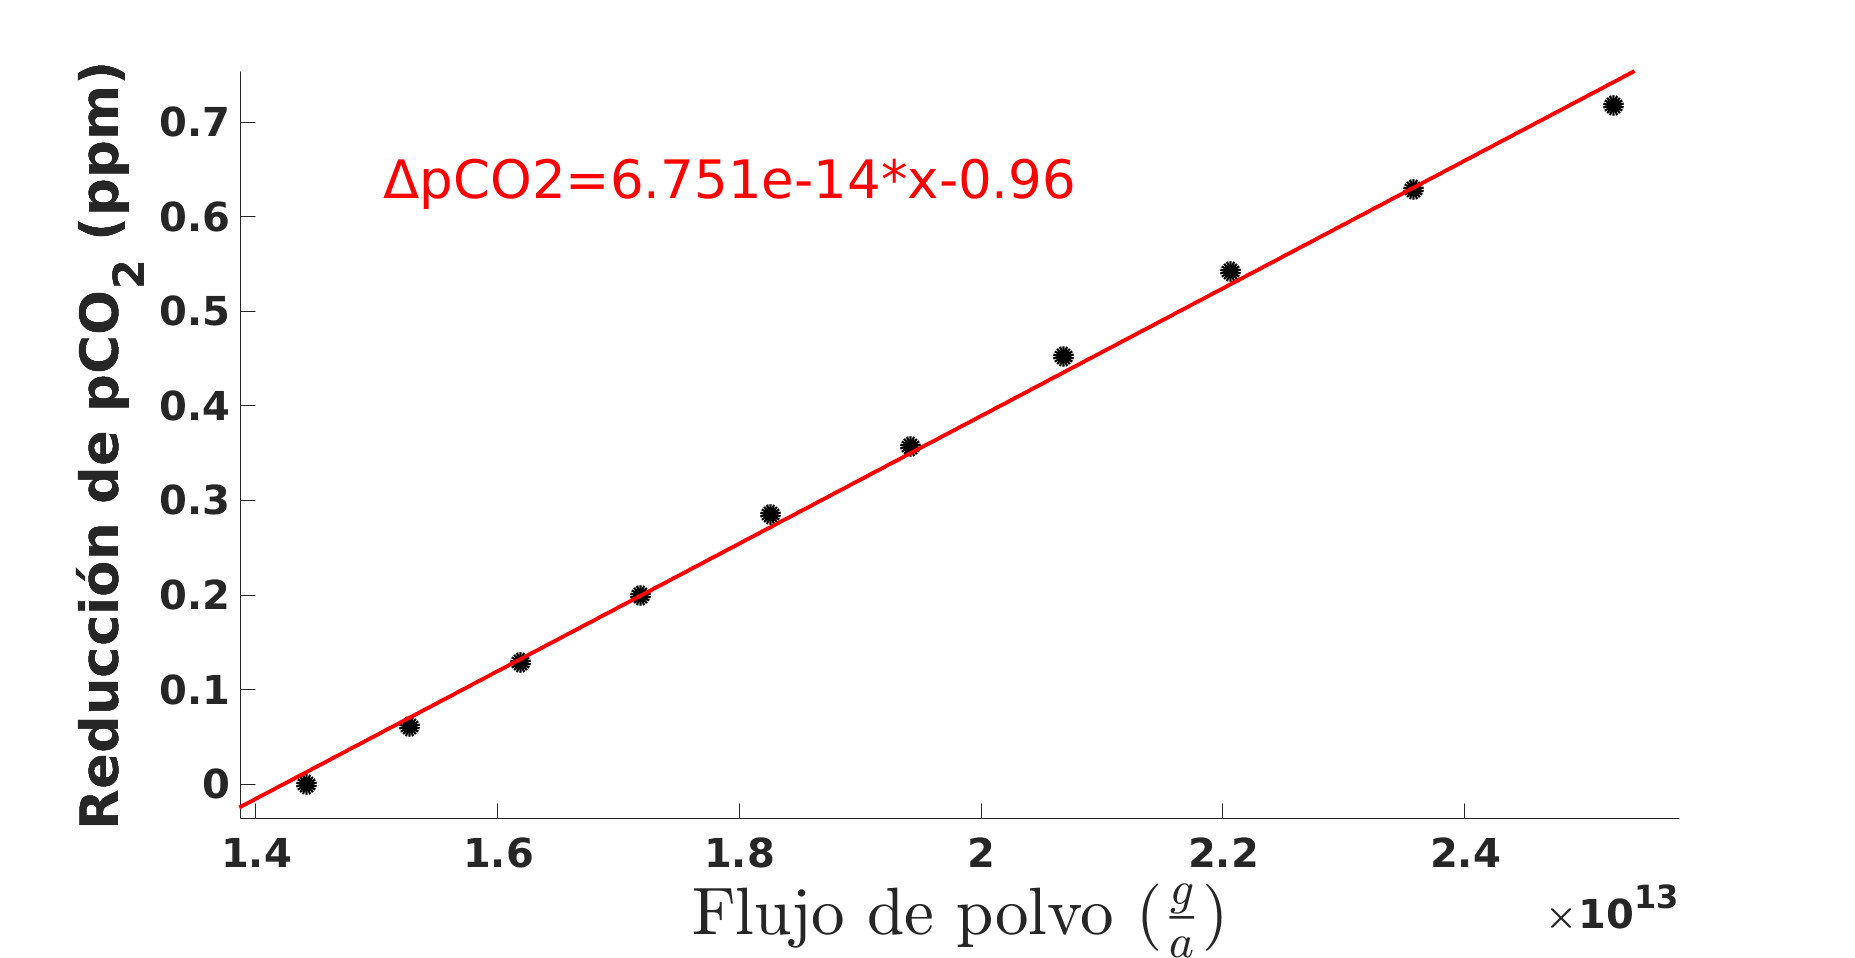 Reducción de pCO₂ (ppm)
0.7
0.6
0.5
0.4
0.3
0.2
0.1
0
ΔpCO2=6.751e-14*x-0.96
1.4 1.6 1.8 2 2.2 2.4
×10¹³
Flujo de polvo (g/a)